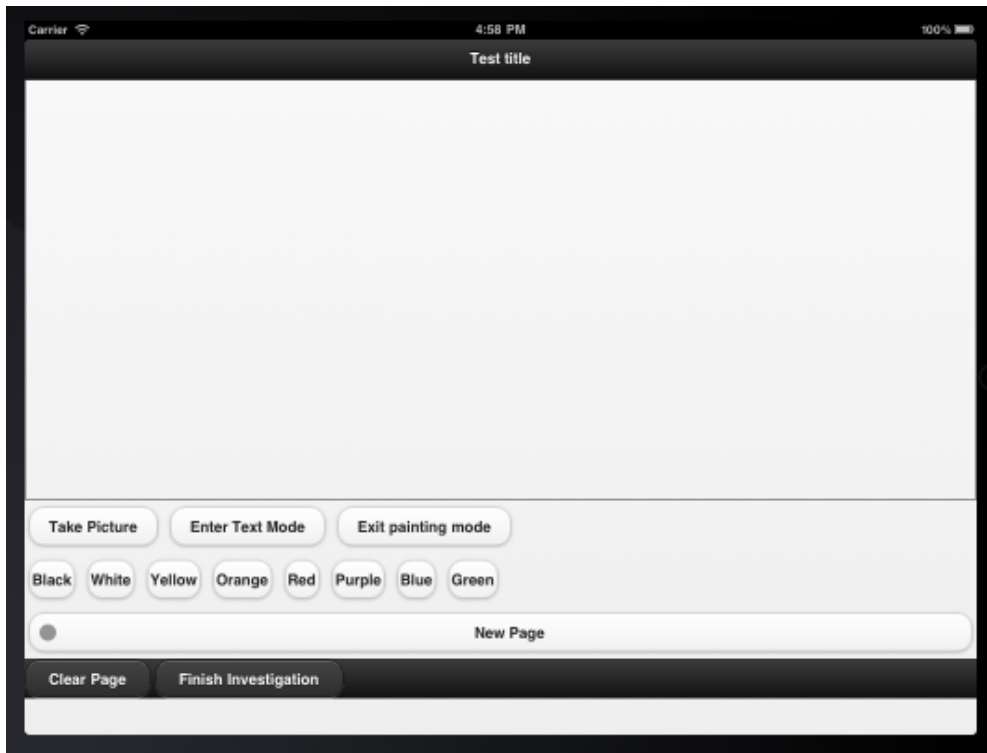 Carrier 4:58 PM 100%
Test title
Take Picture Enter Text Mode Exit painting mode
Black White Yellow Orange Red Purple Blue Green
New Page
Clear Page Finish Investigation